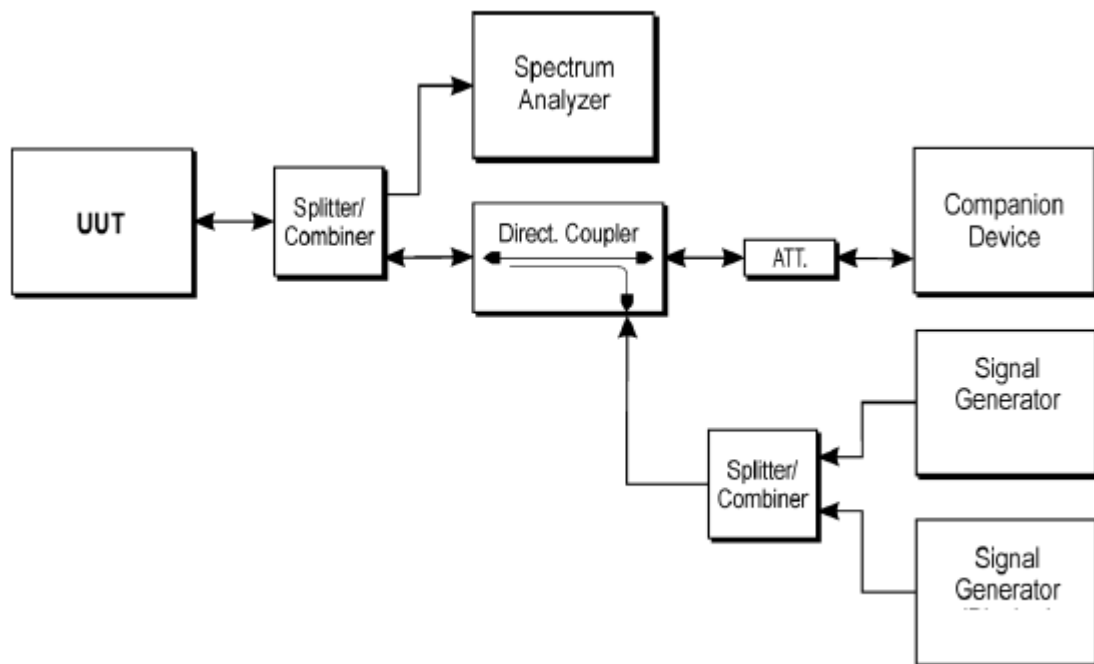 Spectrum
Analyzer
UUT
Splitter/
Combiner
Direct. Coupler
ATT.
Companion
Device
Signal
Generator
Splitter/
Combiner
Signal
Generator